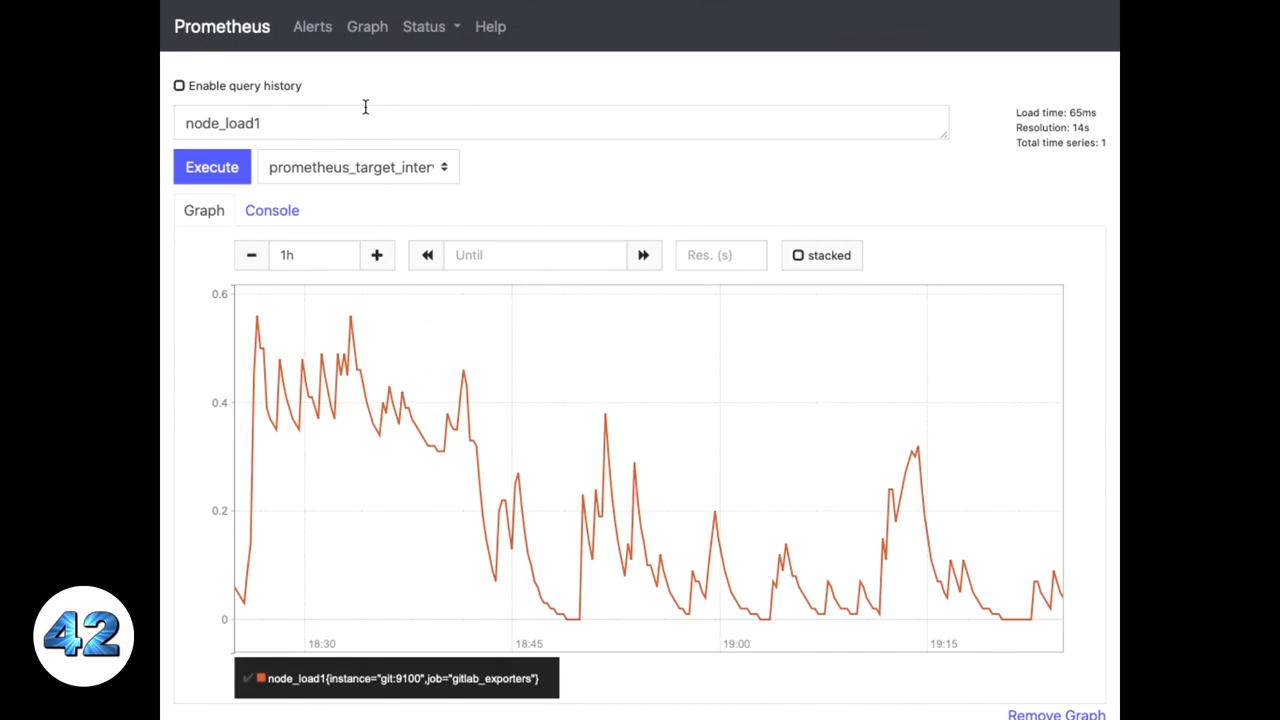 Prometheus Alerts Graph Status Help
Enable query history
node_load1
Load time: 65ms
Resolution: 14s
Total time series: 1
Execute prometheus_target_inter
Graph Console
1h Until Res. (s) stacked
0.6
0.4
0.2
0
18:30 18:45 19:00 19:15
node_load1{instance="git:9100",job="gitlab_exporters"}
Remove Graph
42